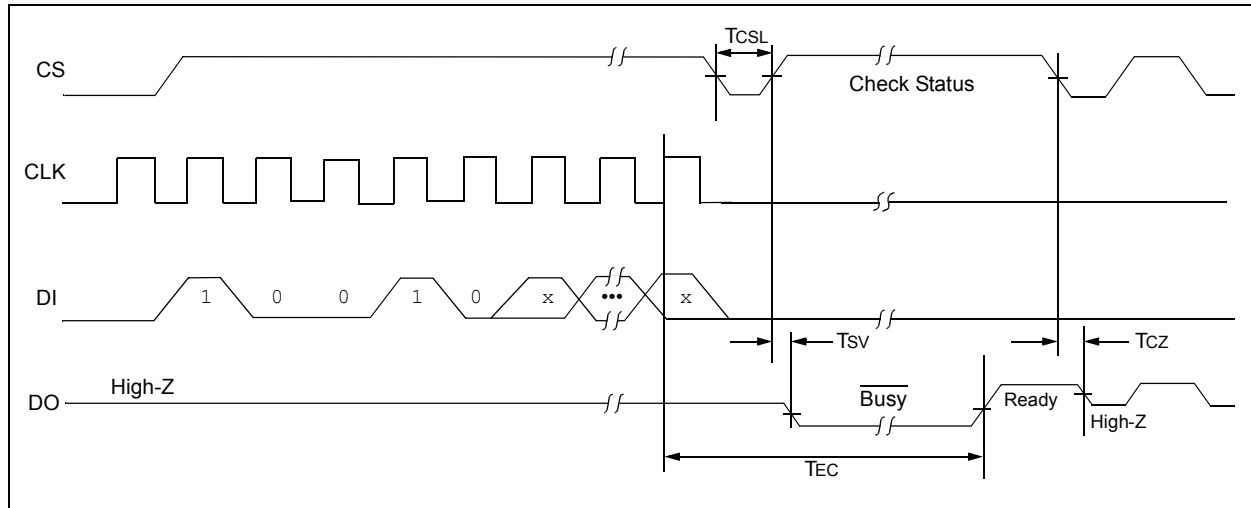 TCSL
CS
Check Status
CLK
DI
1 0 0 1 0 x ••• x
TSV
TCZ
High-Z
DO
Busy
Ready
High-Z
TEC